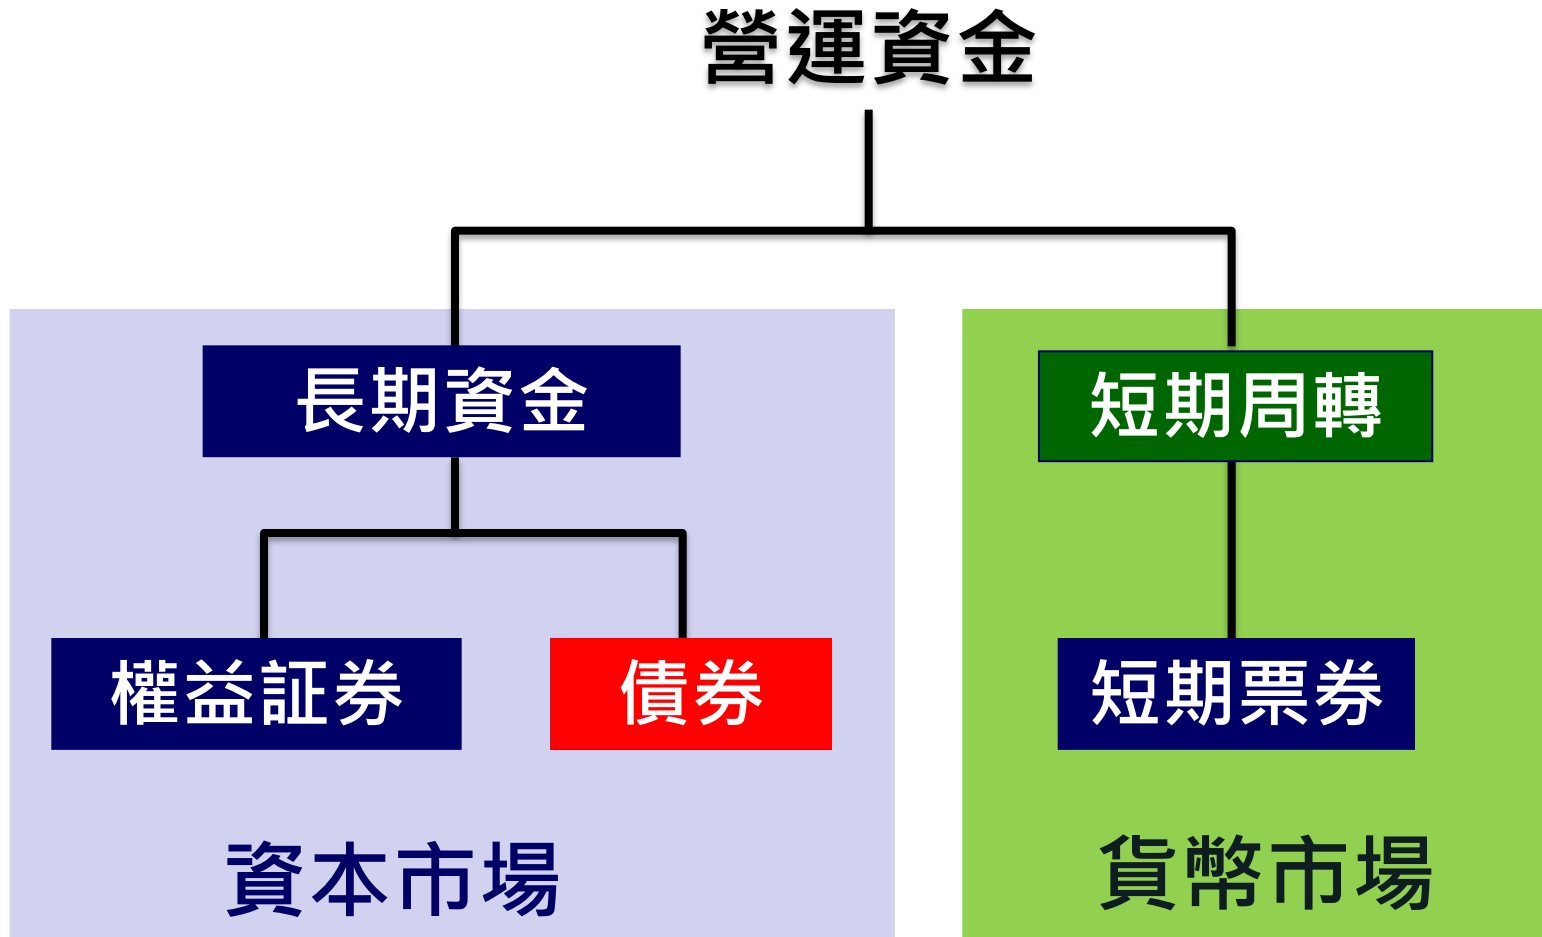 營運資金
長期資金
短期周轉
權益証券
債券
短期票券
資本市場
貨幣市場